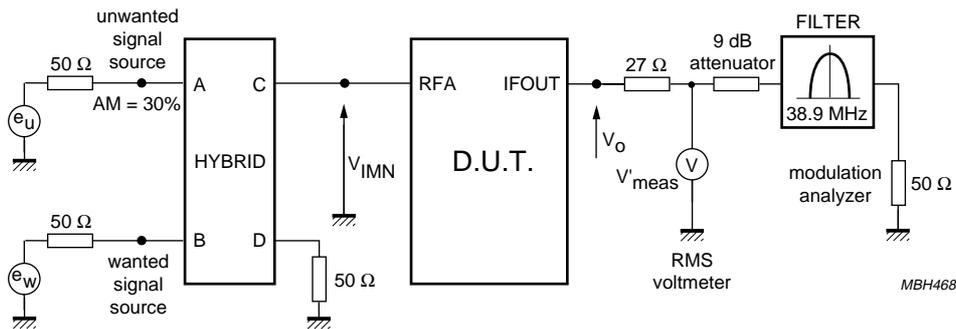 unwanted
signal
source
50 Ω
AM = 30%
e_u
A
C
HYBRID
B
D
50 Ω
wanted
signal
source
e_w
50 Ω
V_IMN
RFA
IFOUT
D.U.T.
V_o
27 Ω
9 dB
attenuator
FILTER
38.9 MHz
V'_meas
V
RMS
voltmeter
modulation
analyzer
50 Ω
MBH468